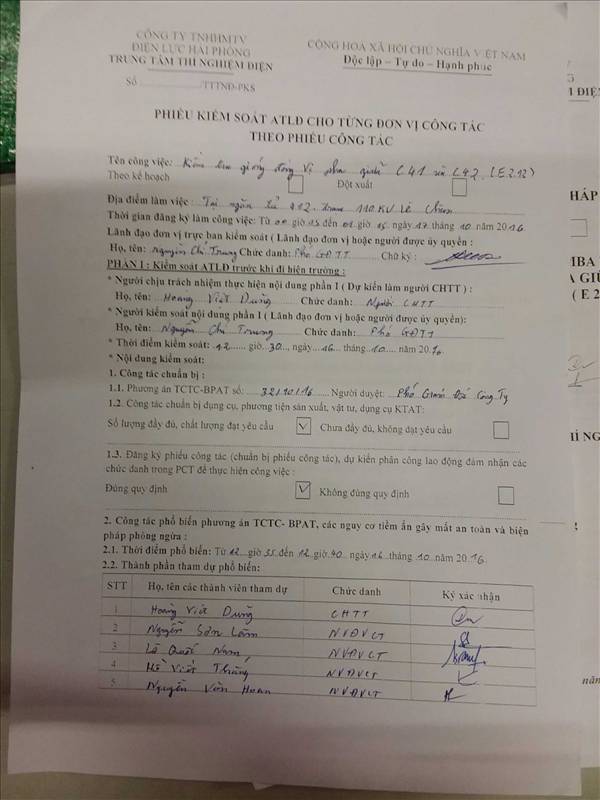 CÔNG TY TNHHMTV
ĐIỆN LỰC HẢI PHÒNG
TRUNG TÂM THÍ NGHIỆM ĐIỆN
Số ............/TTTNĐ-PKS
CỘNG HOÀ XÃ HỘI CHỦ NGHĨA VIỆT NAM
Độc lập – Tự do – Hạnh phúc
PHIẾU KIỂM SOÁT ATLĐ CHO TỪNG ĐƠN VỊ CÔNG TÁC
THEO PHIẾU CÔNG TÁC
Tên công việc: Kiểm tra C41 C42 (E2.12)
Theo kế hoạch Đột xuất
Địa điểm làm việc : Tại ngăn lộ 412 trạm 110KV Lê Chân
Thời gian đăng ký làm việc: Từ giờ đến giờ ngày 17 tháng 10 năm 2016
Lãnh đạo đơn vị trực ban kiểm soát ( Lãnh đạo đơn vị hoặc người được ủy quyền :
Họ, tên: Nguyễn Chí Trung Chức danh: Phó GĐTT Chữ ký :
PHẦN I : Kiểm soát ATLĐ trước khi đi hiện trường :
* Người chịu trách nhiệm thực hiện nội dung phần I ( Dự kiến làm người CHTT ) :
Họ, tên: Hoàng Việt Dũng Chức danh: Người CHTT
* Người kiểm soát nội dung phần I ( Lãnh đạo đơn vị hoặc người được ủy quyền):
Họ, tên: Nguyễn Chí Trung Chức danh: Phó GĐTT
* Thời điểm kiểm soát: 12 giờ 30, ngày 16 tháng 10 năm 2016
* Nội dung kiểm soát:
1. Công tác chuẩn bị :
1.1. Phương án TCTC-BPAT số: 321/10/16 Người duyệt: Phó Giám Đốc Công Ty
1.2. Công tác chuẩn bị dụng cụ, phương tiện sản xuất, vật tư, dụng cụ KTAT:
Số lượng đầy đủ, chất lượng đạt yêu cầu ✓ Chưa đầy đủ, không đạt yêu cầu
1.3. Đăng ký phiếu công tác (chuẩn bị phiếu công tác), dự kiến phân công lao động đảm nhận các
chức danh trong PCT để thực hiện công việc :
Đúng quy định ✓ Không đúng quy định
2. Công tác phổ biến phương án TCTC- BPAT, các nguy cơ tiềm ẩn gây mất an toàn và biện
pháp phòng ngừa :
2.1. Thời điểm phổ biến: Từ 12 giờ 35 đến 12 giờ 40 ngày 16 tháng 10 năm 2016
2.2. Thành phần tham dự phổ biến:
STT Họ, tên các thành viên tham dự Chức danh Ký xác nhận
1 Hoàng Việt Dũng CHTT
2 Nguyễn Sơn Lâm NVĐVCT
3 Lê Quốc Nam NVĐVCT
4 Hồ Viết Thắng NVĐVCT
5 Nguyễn Văn Hoan NVĐVCT